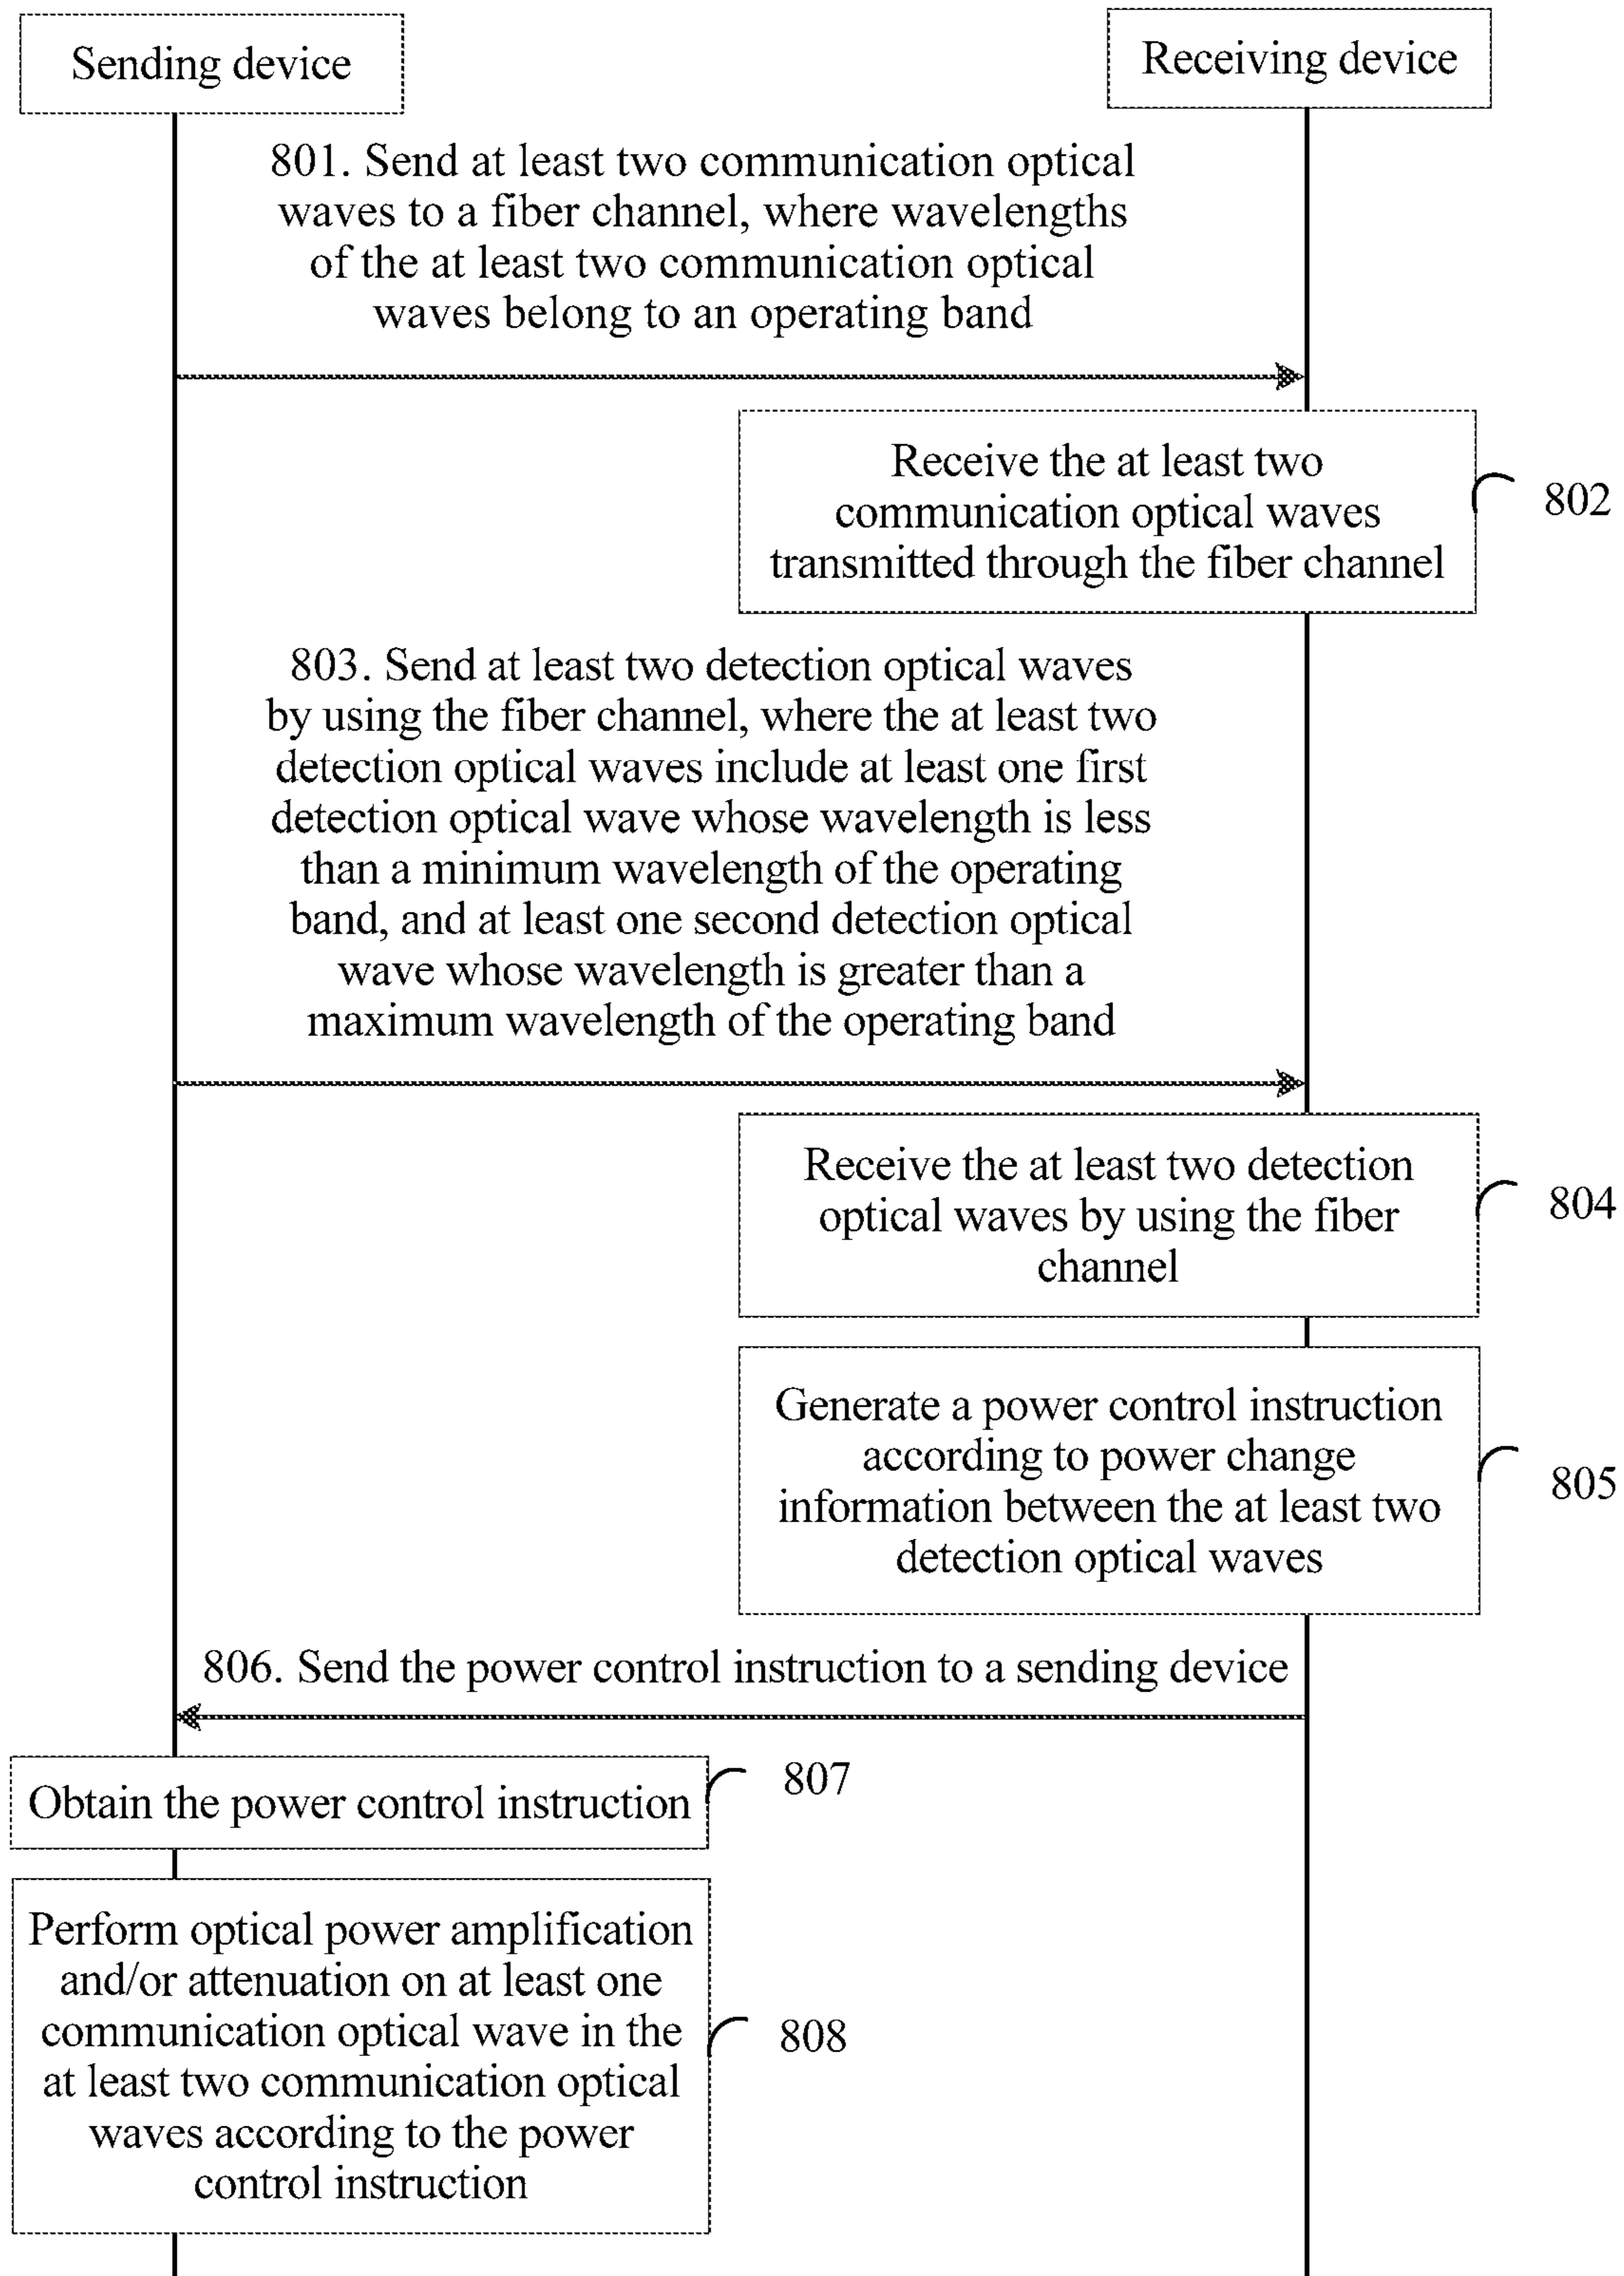 Sending device
Receiving device
801. Send at least two communication optical
waves to a fiber channel, where wavelengths
of the at least two communication optical
waves belong to an operating band
Receive the at least two
communication optical waves
transmitted through the fiber channel
802
803. Send at least two detection optical waves
by using the fiber channel, where the at least two
detection optical waves include at least one first
detection optical wave whose wavelength is less
than a minimum wavelength of the operating
band, and at least one second detection optical
wave whose wavelength is greater than a
maximum wavelength of the operating band
Receive the at least two detection
optical waves by using the fiber
channel
804
Generate a power control instruction
according to power change
information between the at least two
detection optical waves
805
806. Send the power control instruction to a sending device
Obtain the power control instruction
807
Perform optical power amplification
and/or attenuation on at least one
communication optical wave in the
at least two communication optical
waves according to the power
control instruction
808